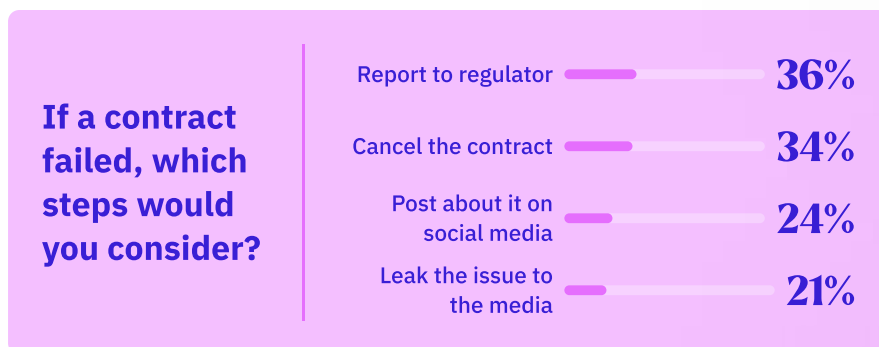 If a contract
failed, which
steps would
you consider?
Report to regulator 36%
Cancel the contract 34%
Post about it on
social media 24%
Leak the issue to
the media 21%